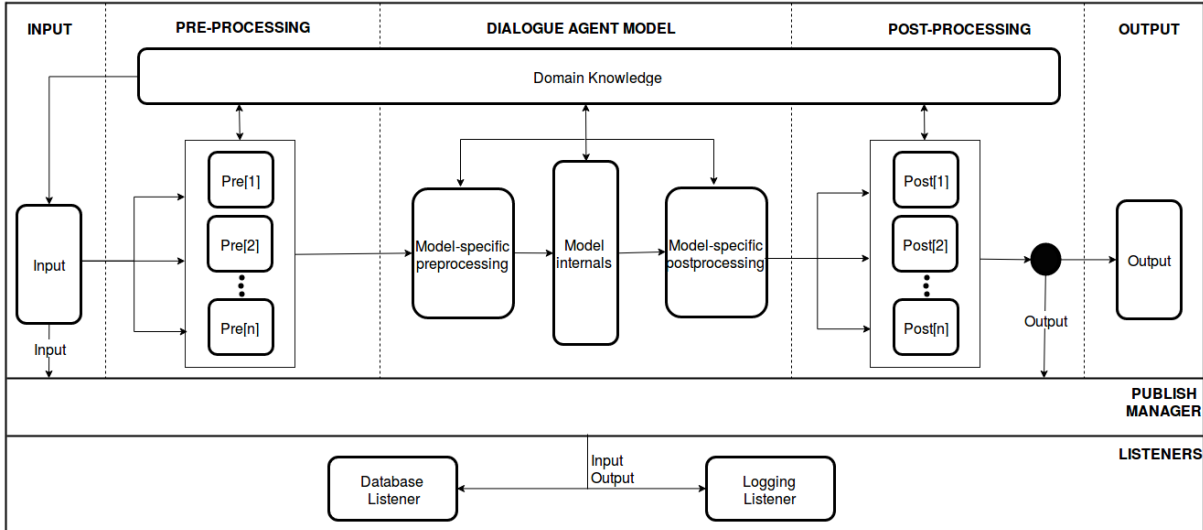 INPUT
PRE-PROCESSING
DIALOGUE AGENT MODEL
POST-PROCESSING
OUTPUT
Domain Knowledge
Input
Input
Pre[1]
Pre[2]
Pre[n]
Model-specific
preprocessing
Model
internals
Model-specific
postprocessing
Post[1]
Post[2]
Post[n]
Output
Output
PUBLISH
MANAGER
LISTENERS
Input
Output
Database
Listener
Logging
Listener